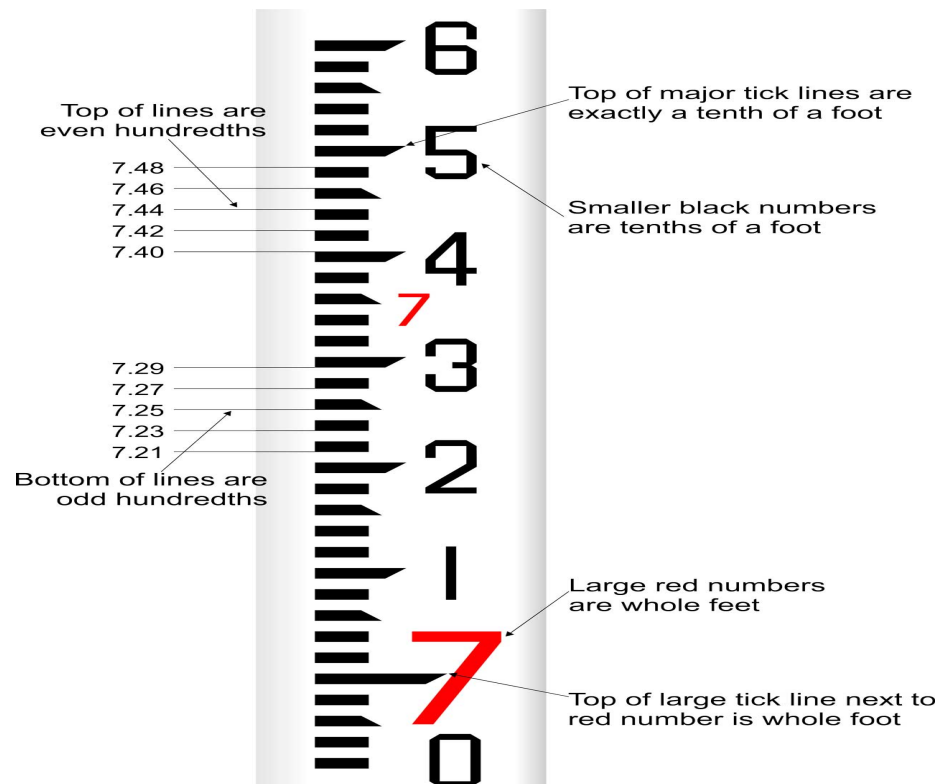 6
Top of lines are
even hundredths
Top of major tick lines are
exactly a tenth of a foot
5
7.48
7.46
7.44
7.42
7.40
Smaller black numbers
are tenths of a foot
4
7
3
7.29
7.27
7.25
7.23
7.21
Bottom of lines are
odd hundredths
2
1
Large red numbers
are whole feet
7
Top of large tick line next to
red number is whole foot
0